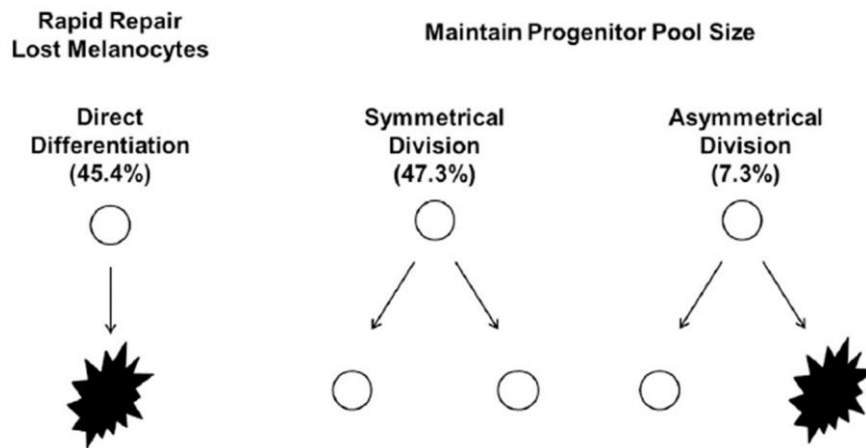 Rapid Repair
Lost Melanocytes
Maintain Progenitor Pool Size
Direct
Differentiation
(45.4%)
Symmetrical
Division
(47.3%)
Asymmetrical
Division
(7.3%)